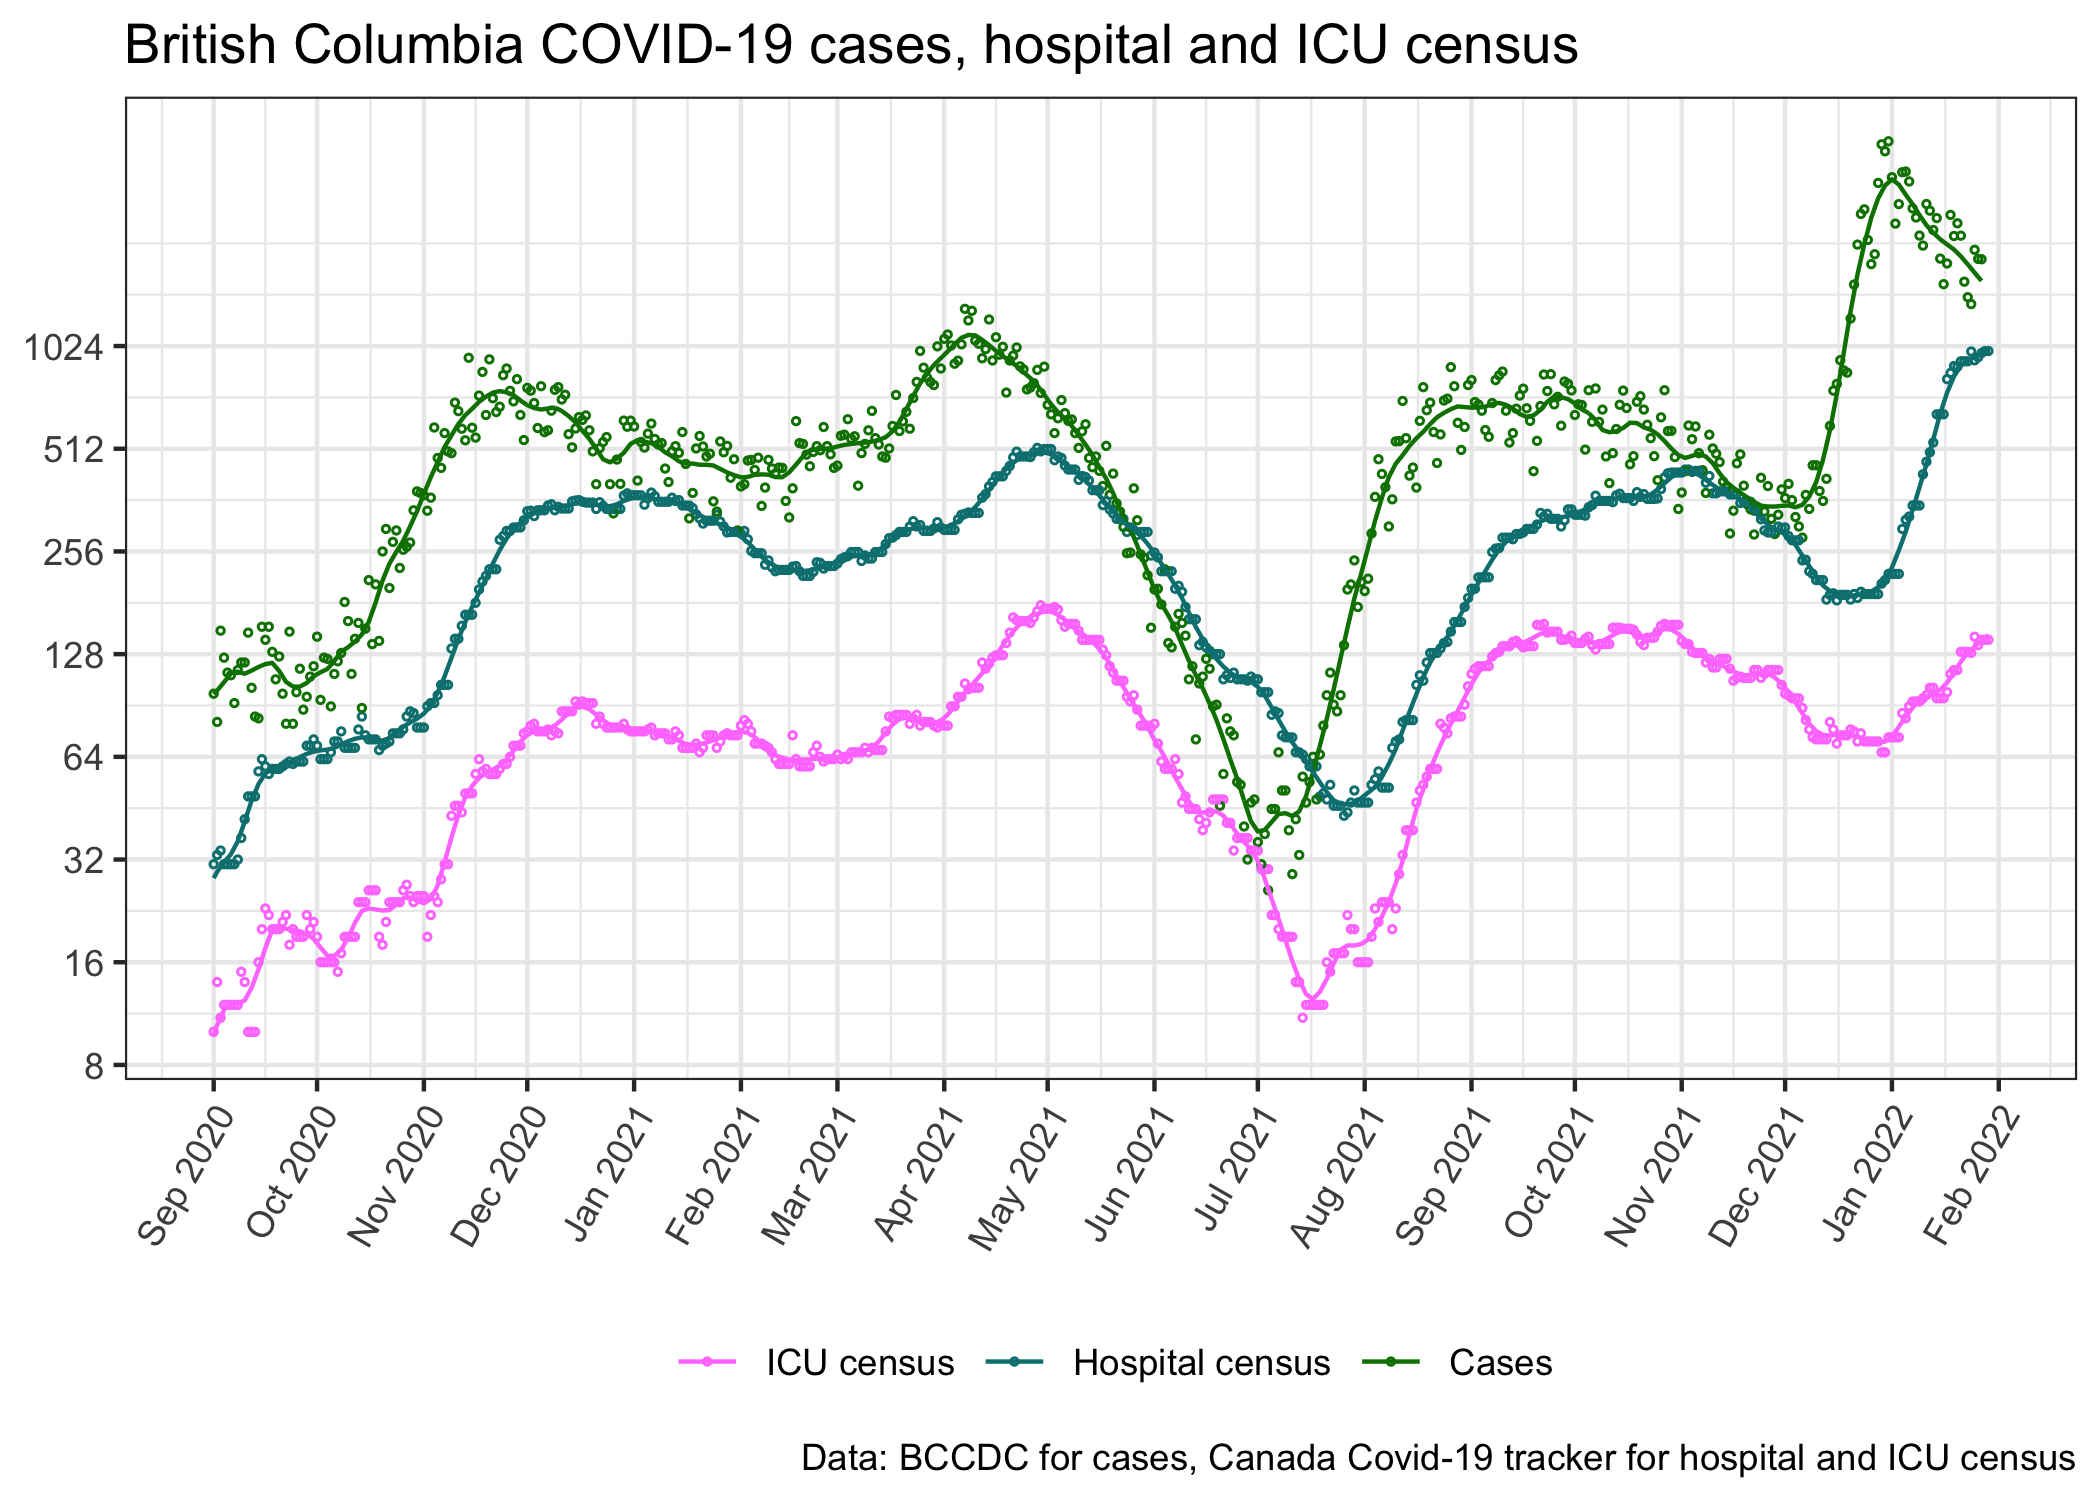 British Columbia COVID-19 cases, hospital and ICU census
1024
512
256
128
64
32
16
8
Sep 2020
Oct 2020
Nov 2020
Dec 2020
Jan 2021
Feb 2021
Mar 2021
Apr 2021
May 2021
Jun 2021
Jul 2021
Aug 2021
Sep 2021
Oct 2021
Nov 2021
Dec 2021
Jan 2022
Feb 2022
ICU census Hospital census Cases
Data: BCCDC for cases, Canada Covid-19 tracker for hospital and ICU census